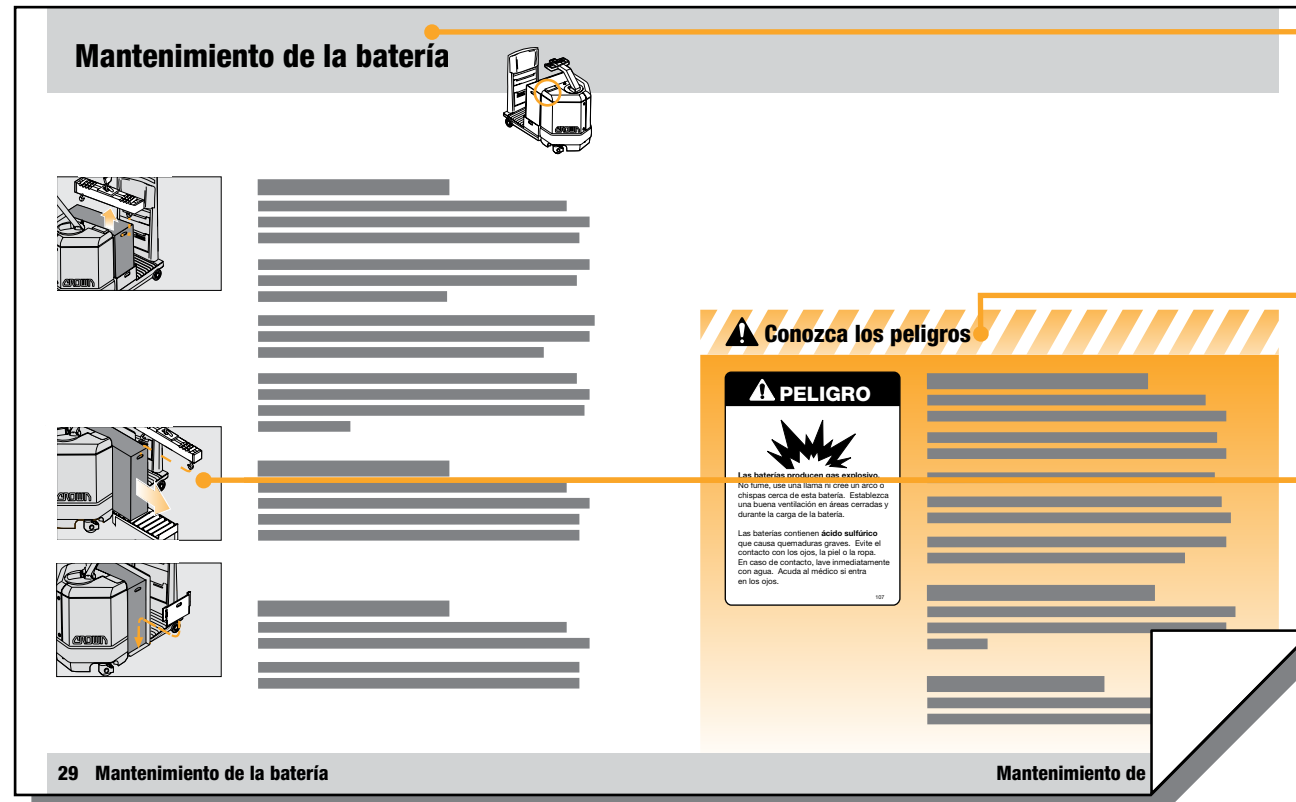 Mantenimiento de la batería
CROWN
CROWN
CROWN
CROWN
Conozca los peligros
PELIGRO
Las baterías producen gas explosivo.
No fume, use una llama ni cree un arco o
chispas cerca de esta batería. Establezca
una buena ventilación en áreas cerradas y
durante la carga de la batería.
Las baterías contienen ácido sulfúrico
que causa quemaduras graves. Evite el
contacto con los ojos, la piel o la ropa.
En caso de contacto, lave inmediatamente
con agua. Acuda al médico si entra
en los ojos.
107
29 Mantenimiento de la batería
Mantenimiento de